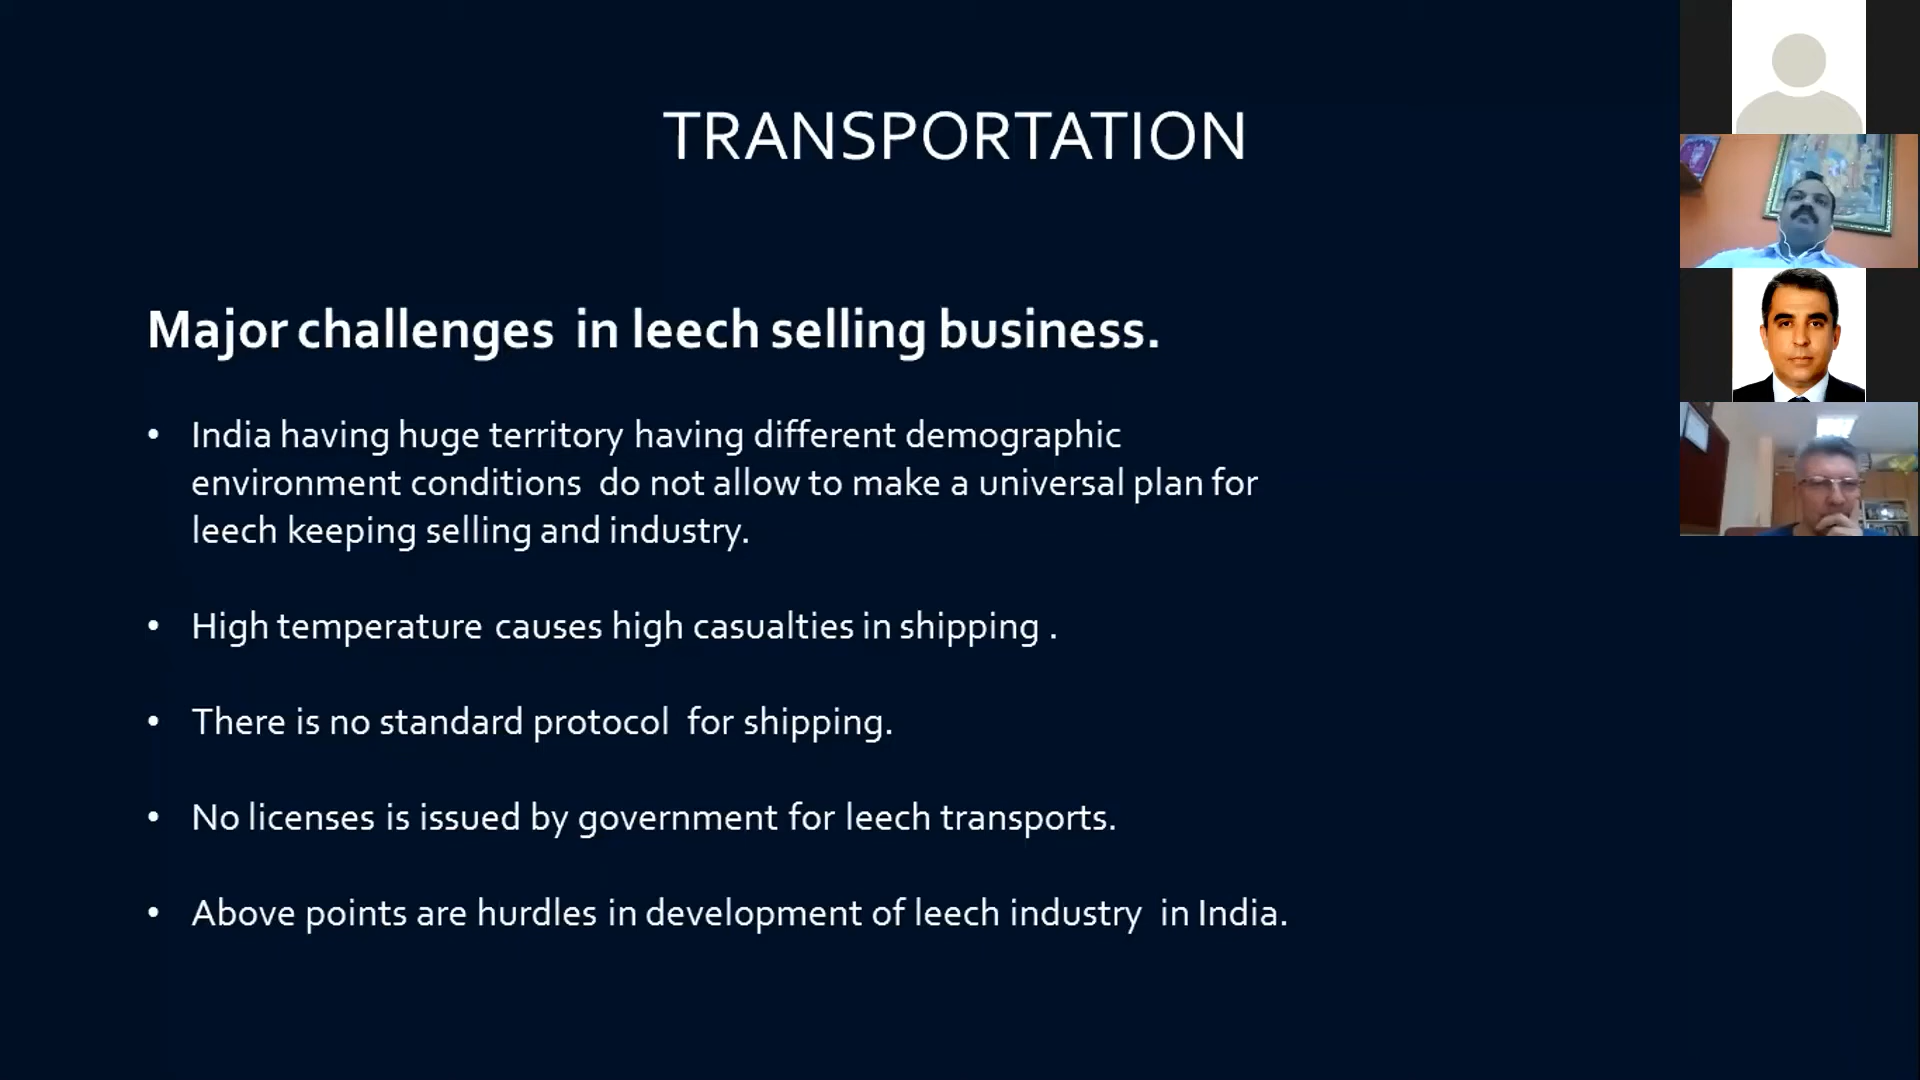 TRANSPORTATION
Major challenges in leech selling business.
• India having huge territory having different demographic
environment conditions do not allow to make a universal plan for
leech keeping selling and industry.
• High temperature causes high casualties in shipping .
• There is no standard protocol for shipping.
• No licenses is issued by government for leech transports.
• Above points are hurdles in development of leech industry in India.